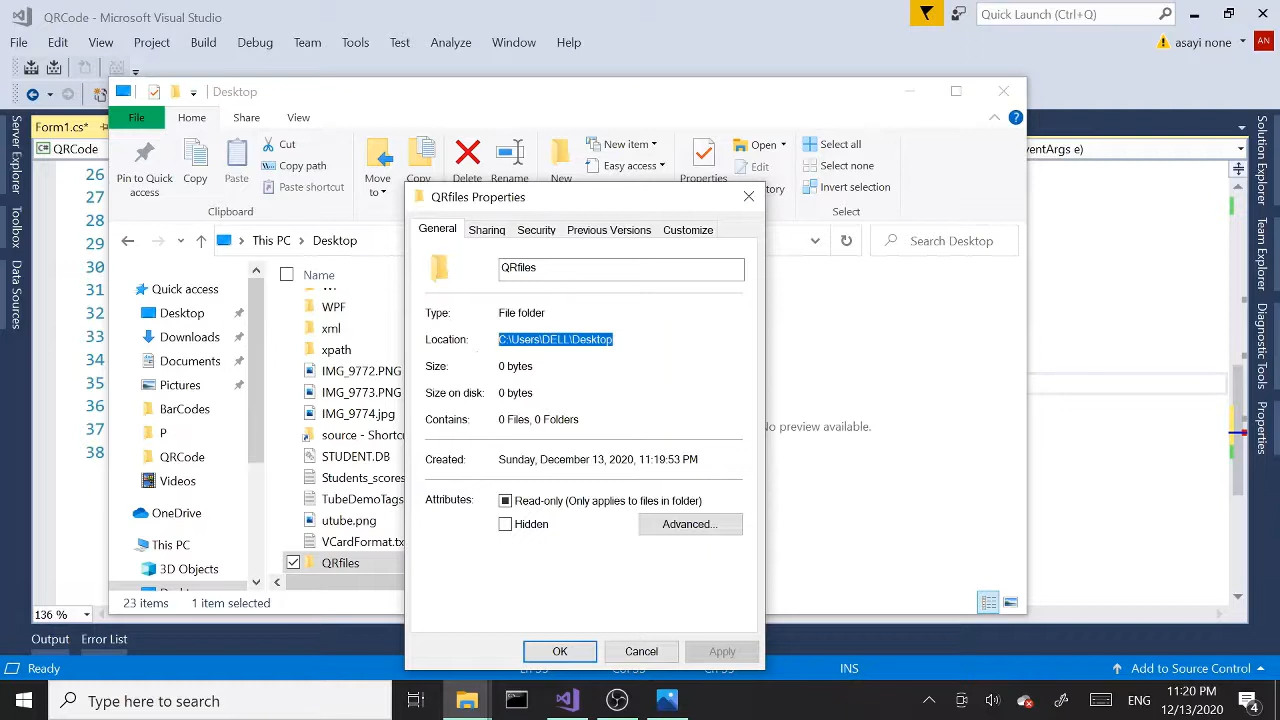 QRCode - Microsoft Visual Studio
Quick Launch (Ctrl+Q)
File Edit View Project Build Debug Team Tools Test Analyze Window Help
asayi none AN
Desktop
File Home Share View
Form1.cs*
QRCode
ventArgs e)
Pin to Quick access
Copy
Paste
Cut
Copy path
Paste shortcut
Clipboard
Move to
Copy
Delete
Rename
New
New item
Easy access
Properties
Open
Edit
tory
Select all
Select none
Invert selection
Select
This PC > Desktop
Search Desktop
Server Explorer
Toolbox
Data Sources
Solution Explorer
Team Explorer
Diagnostic Tools
Properties
26
27
28
29
30
31
32
33
34
35
36
37
38
Quick access
Desktop
Downloads
Documents
Pictures
BarCodes
P
QRCode
Videos
OneDrive
This PC
3D Objects
Name
WPF
xml
xpath
IMG_9772.PNG
IMG_9773.PNG
IMG_9774.jpg
source - Shortcu
STUDENT.DB
Students_scores
TubeDemoTags
utube.png
VCardFormat.tx
QRfiles
No preview available.
23 items 1 item selected
QRfiles Properties
General Sharing Security Previous Versions Customize
QRfiles
Type: File folder
Location: C:\Users\DELL\Desktop
Size: 0 bytes
Size on disk: 0 bytes
Contains: 0 Files, 0 Folders
Created: Sunday, December 13, 2020, 11:19:53 PM
Attributes: Read-only (Only applies to files in folder)
Hidden Advanced...
OK Cancel Apply
136 %
Output Error List
Ready INS Add to Source Control
Type here to search
ENG
11:20 PM
12/13/2020
4